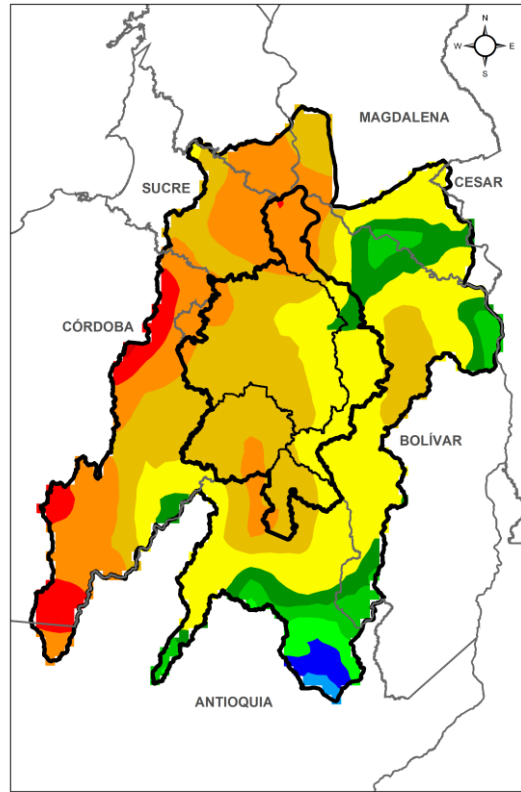 N
W E
S
MAGDALENA
CESAR
SUCRE
CÓRDOBA
BOLÍVAR
ANTIOQUIA